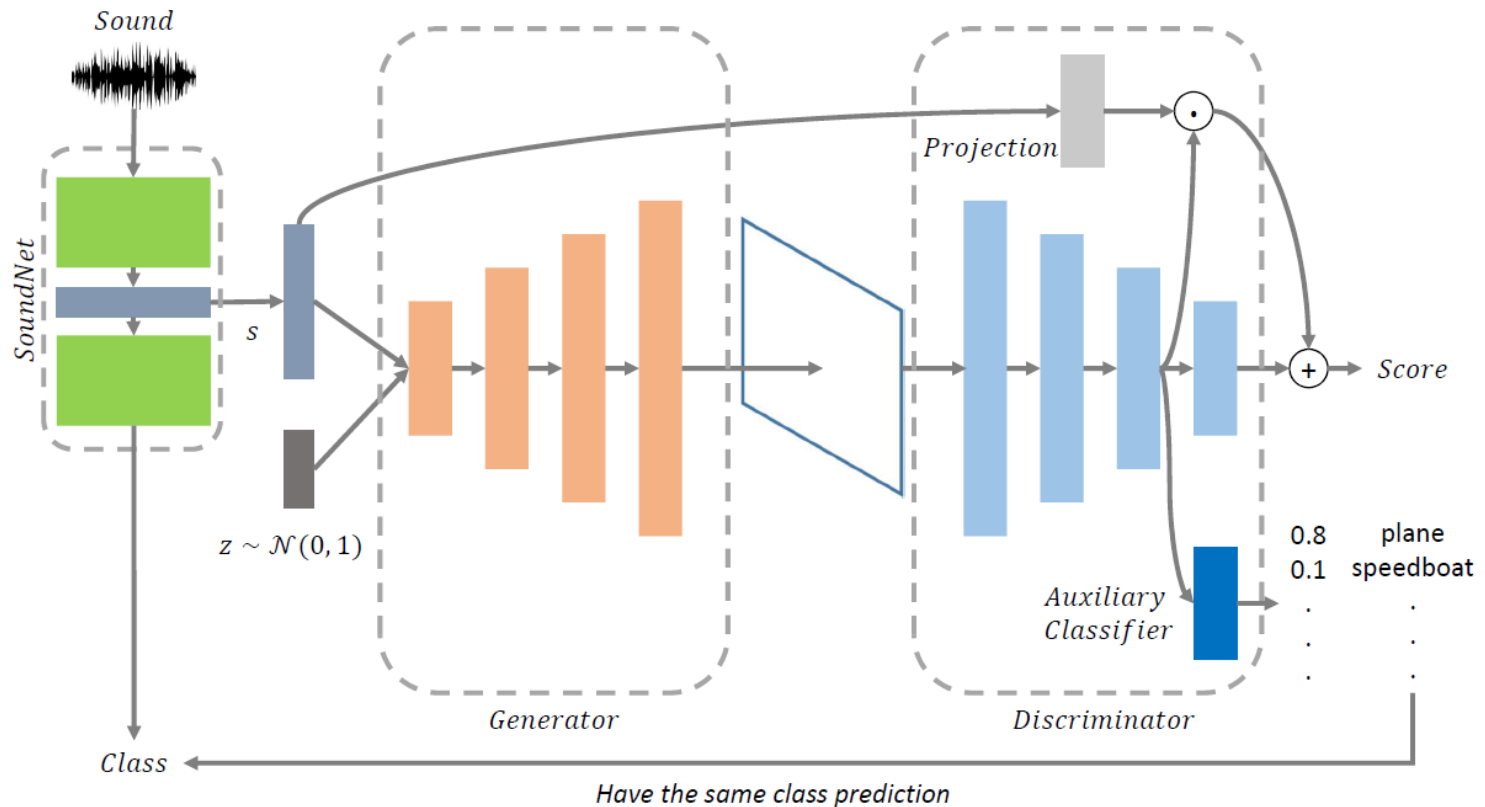 Sound
SoundNet
s
z ~ 𝒩(0, 1)
Generator
Projection
.
+
Score
Auxiliary
Classifier
0.8 plane
0.1 speedboat
. .
. .
. .
Discriminator
Class
Have the same class prediction